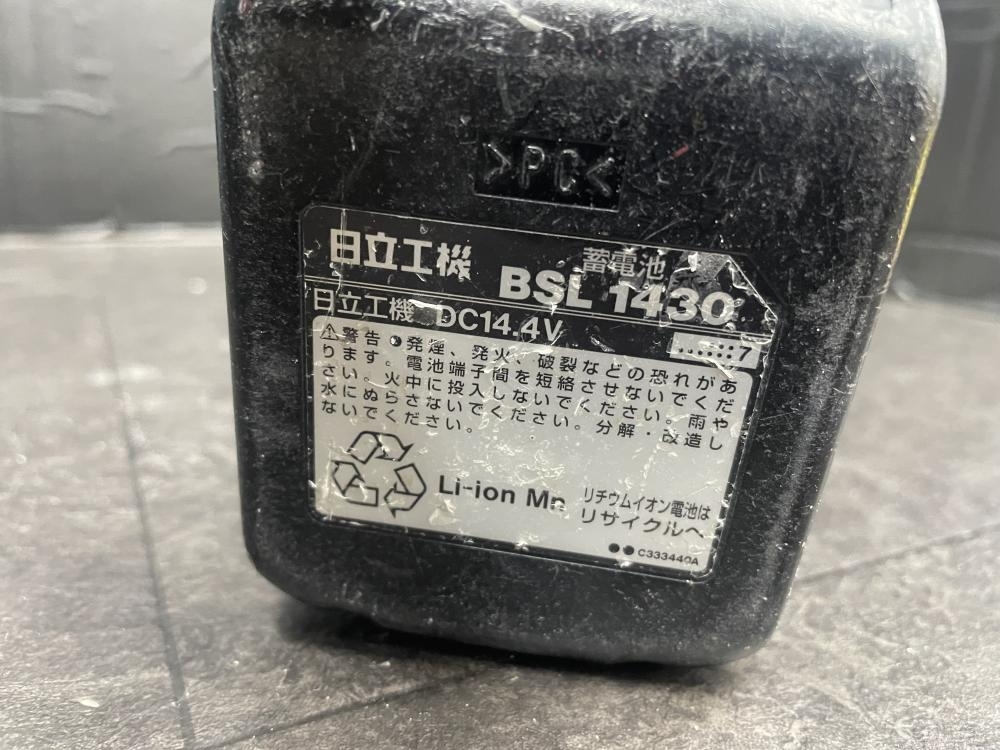 >PC<
日立工機 蓄電池
BSL 1430
日立工機 DC14.4V
7
⚠警告 ●発煙、発火、破裂などの恐れがあ
ります。電池端子間を短絡させないでくだ
さい。火中に投入しないでください。雨や
水にぬらさないでください。分解・改造し
ないでください。
Li-ion Mn リチウムイオン電池は
リサイクルへ
●● C333440A